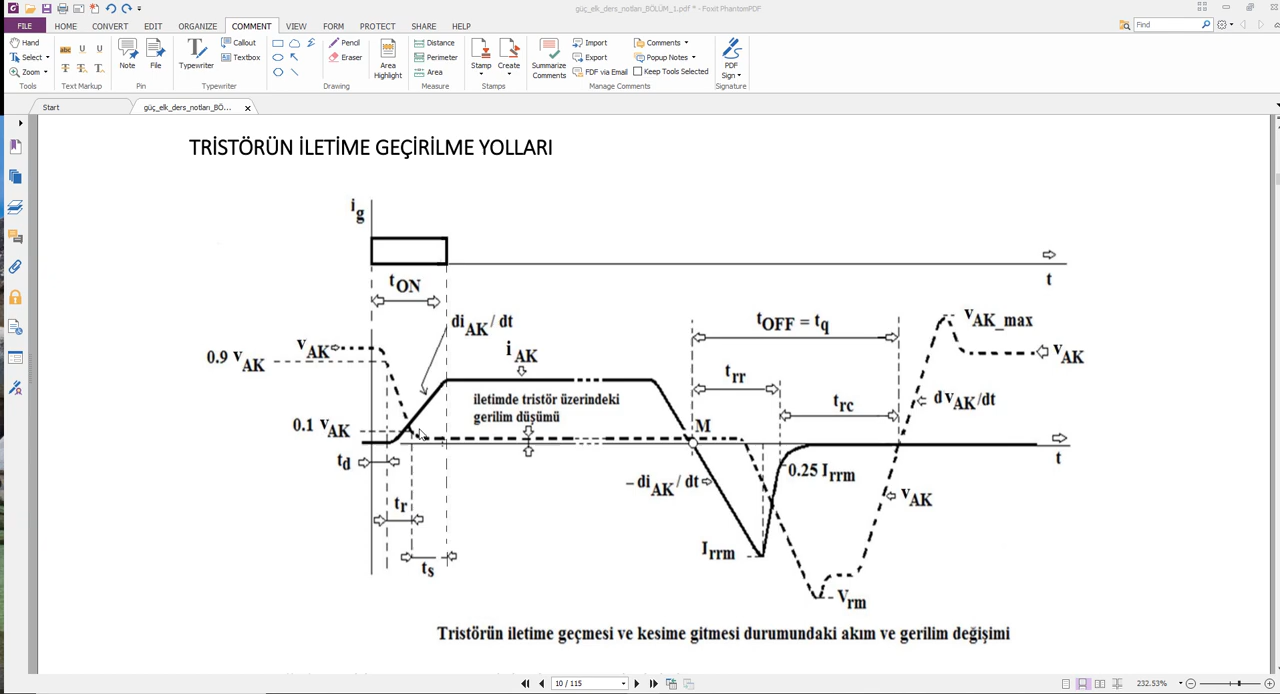 güç_elk_ders_notları_BÖLÜM_1.pdf * - Foxit PhantomPDF
FILE HOME CONVERT EDIT ORGANIZE COMMENT VIEW FORM PROTECT SHARE HELP Find
Hand
Select
Zoom
Tools
abc U U
T T T
Text Markup
Note File
Pin
Typewriter
Callout
Textbox
Typewriter
Pencil
Eraser
Drawing
Area
Highlight
Distance
Perimeter
Area
Measure
Stamp Create
Stamps
Summarize
Comments
Import
Export
FDF via Email
Comments
Popup Notes
Keep Tools Selected
Manage Comments
PDF
Sign
Signature
Start güç_elk_ders_notları_BÖ...
TRİSTÖRÜN İLETİME GEÇİRİLME YOLLARI
ig
tON
t
diAK / dt
tOFF = tq
vAK_max
vAK
0.9 vAK
iAK
vAK
trr
iletimde tristör üzerindeki
gerilim düşümü
trc
dvAK/dt
0.1 vAK
M
td
t
0.25 Irrm
– diAK / dt
vAK
tr
Irrm
ts
Vrm
Tristörün iletime geçmesi ve kesime gitmesi durumundaki akım ve gerilim değişimi
10 / 115
232.53%